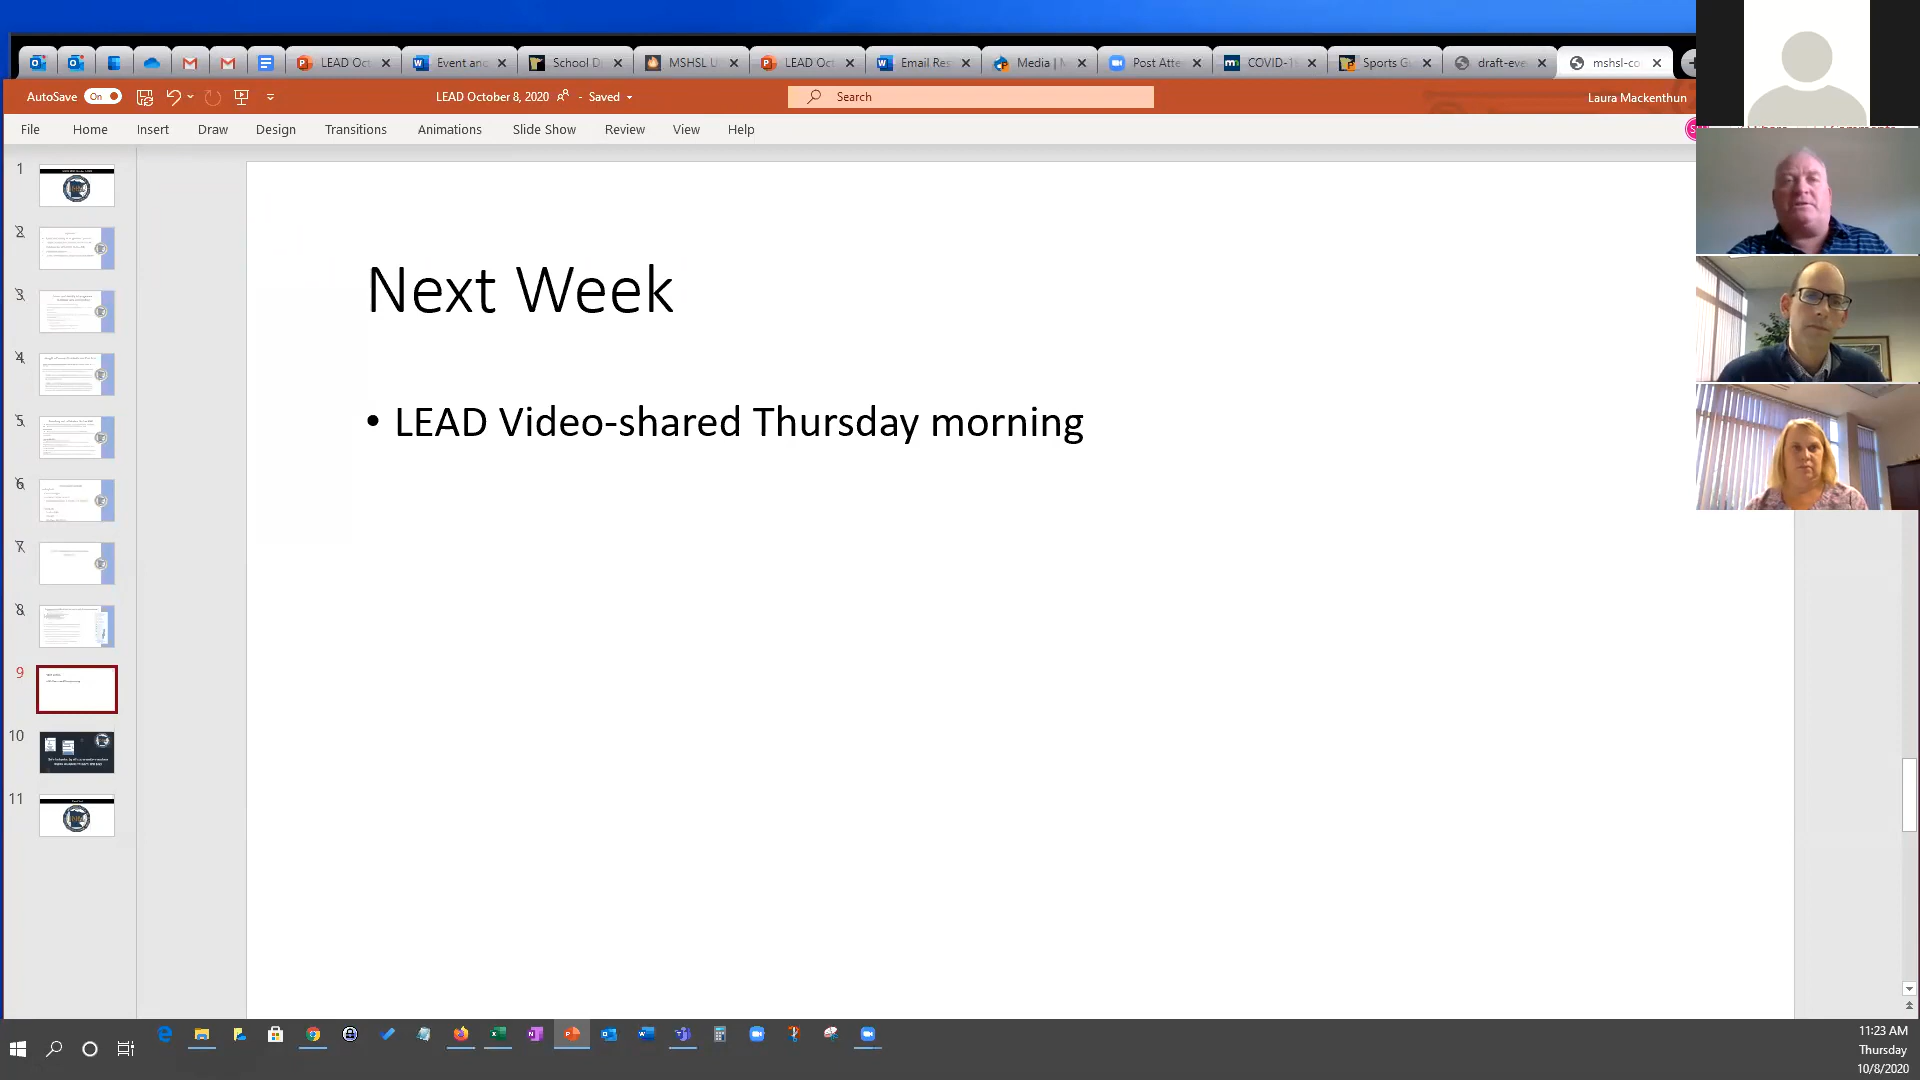 LEAD Oct
Event and
School D
MSHSL U
LEAD Oct
Email Res
Media | M
Post Atte
COVID-1
Sports G
draft-eve
mshsl-co
AutoSave On
LEAD October 8, 2020 - Saved
Search
Laura Mackenthun
File Home Insert Draw Design Transitions Animations Slide Show Review View Help
1
2
3
4
5
6
7
8
9
10
11
Next Week
• LEAD Video-shared Thursday morning
11:23 AM
Thursday
10/8/2020